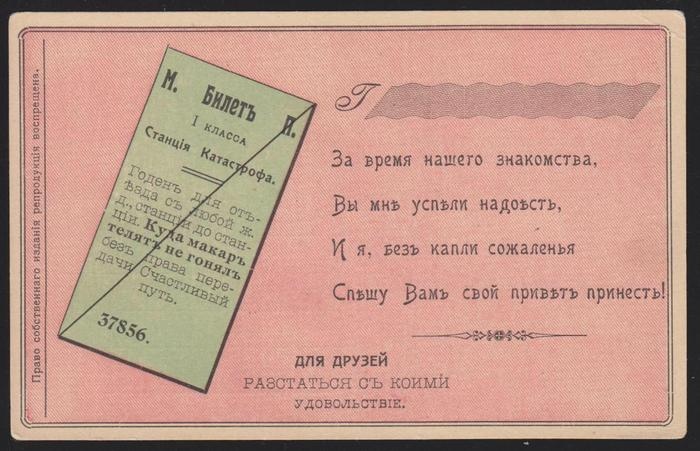 Право собственнаго изданія репродукція воспрещена.
М. Билетъ И.
I КЛАССА
Станція Катастрофа.
Годенъ для отъ-
ѣзда съ любой ж.
д., станціи до стан-
ціи. Куда макар
телятъ не гонялъ
безъ права пере-
дачи Счастливый
путь.
37856.
Г
За время нашего знакомства,
Вы мнѣ успѣли надоѣсть,
И я, безъ капли сожаленья
Спѣшу Вамъ свой привѣтъ принесть!
ДЛЯ ДРУЗЕЙ
РАЗСТАТЬСЯ СЪ КОИМИ
УДОВОЛЬСТВІЕ.